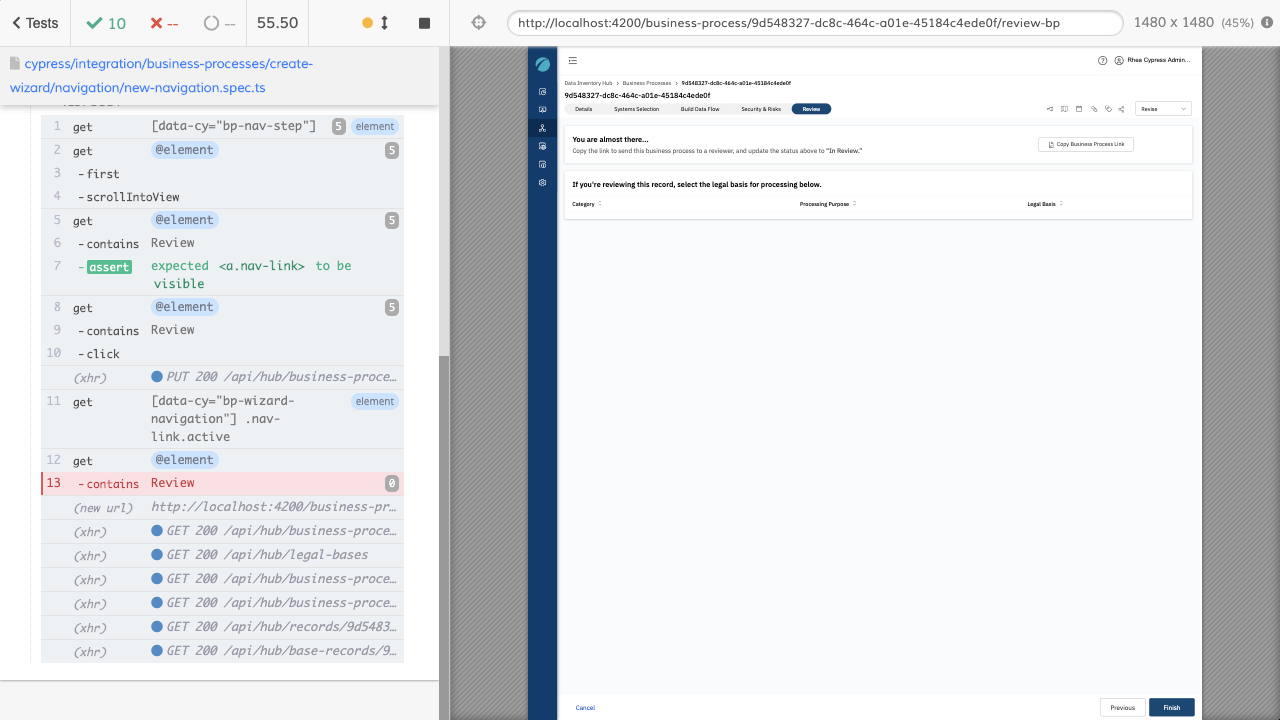 Tests
10
--
--
55.50
http://localhost:4200/business-process/9d548327-dc8c-464c-a01e-45184c4ede0f/review-bp
1480 x 1480 (45%)
cypress/integration/business-processes/create-
wizard/navigation/new-navigation.spec.ts
1 get [data-cy="bp-nav-step"] 5 element
2 get @element 5
3 -first
4 -scrollIntoView
5 get @element 5
6 -contains Review
7 -assert expected <a.nav-link> to be
visible
8 get @element 5
9 -contains Review
10 -click
(xhr) PUT 200 /api/hub/business-proce...
11 get [data-cy="bp-wizard- element
navigation"] .nav-
link.active
12 get @element
13 -contains Review 0
(new url) http://localhost:4200/business-pr...
(xhr) GET 200 /api/hub/business-proce...
(xhr) GET 200 /api/hub/legal-bases
(xhr) GET 200 /api/hub/business-proce...
(xhr) GET 200 /api/hub/business-proce...
(xhr) GET 200 /api/hub/records/9d5483...
(xhr) GET 200 /api/hub/base-records/9...
Rhea Cypress Admin...
Data Inventory Hub > Business Processes > 9d548327-dc8c-464c-a01e-45184c4ede0f
9d548327-dc8c-464c-a01e-45184c4ede0f
Details Systems Selection Build Data Flow Security & Risks Review
Revise
You are almost there...
Copy the link to send this business process to a reviewer, and update the status above to "In Review."
Copy Business Process Link
If you're reviewing this record, select the legal basis for processing below.
Category Processing Purpose Legal Basis
Cancel Previous Finish